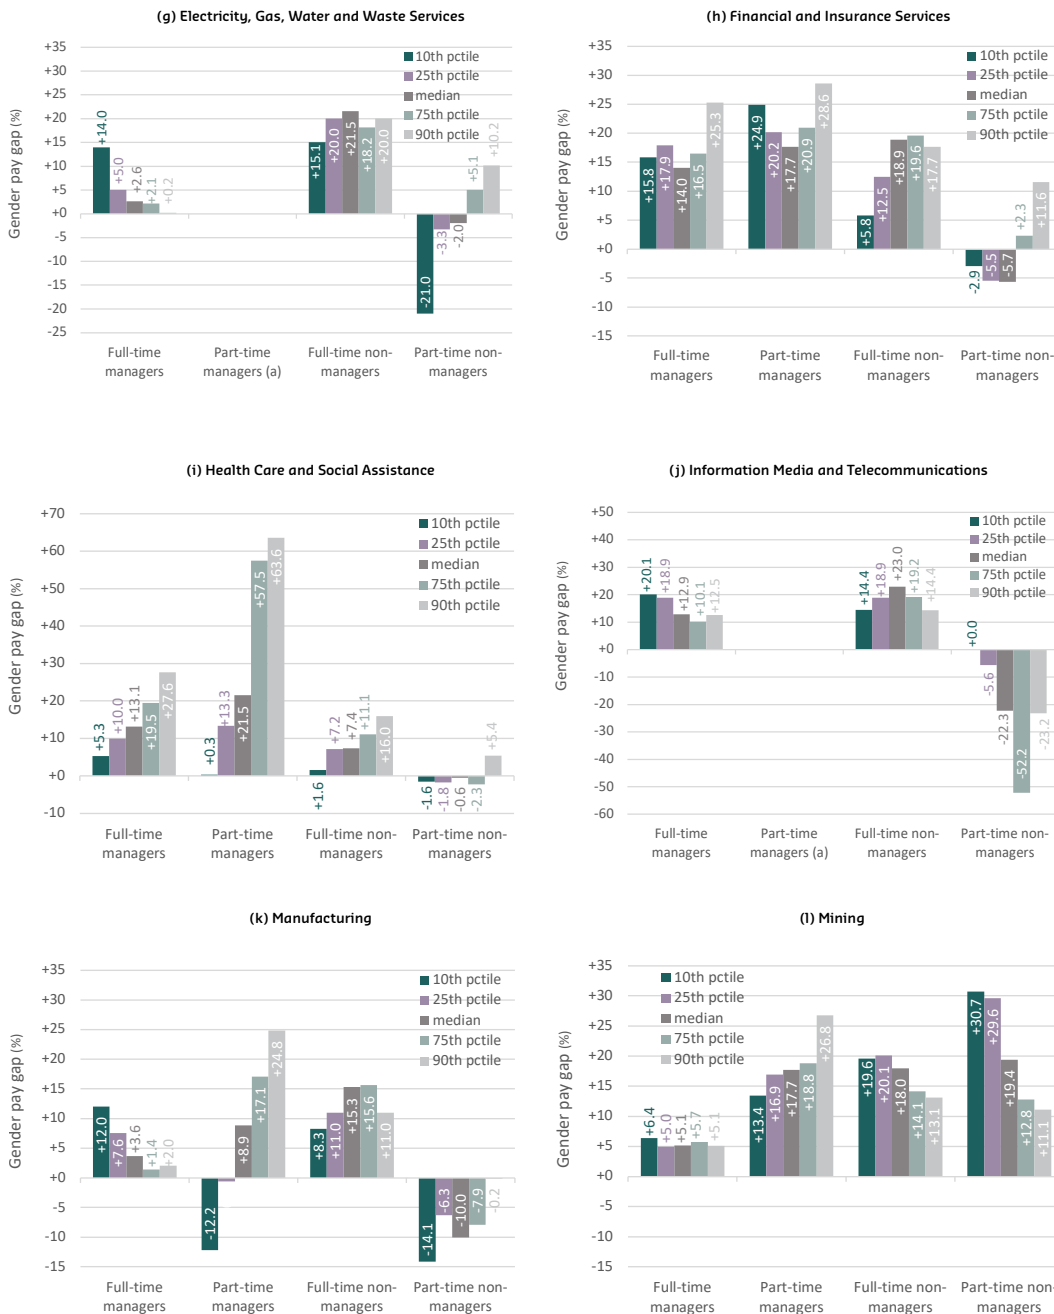 (g) Electricity, Gas, Water and Waste Services
Gender pay gap (%)
+35
+30
+25
+20
+15
+10
+5
+0
-5
-10
-15
-20
-25
10th pctile
25th pctile
median
75th pctile
90th pctile
+14.0
+5.0
+2.6
+2.1
+0.2
+15.1
+20.0
+21.5
+18.2
+20.0
-21.0
-3.3
-2.0
+5.1
+10.2
Full-time managers
Part-time managers (a)
Full-time non-managers
Part-time non-managers
(h) Financial and Insurance Services
Gender pay gap (%)
+35
+30
+25
+20
+15
+10
+5
+0
-5
-10
-15
10th pctile
25th pctile
median
75th pctile
90th pctile
+15.8
+17.9
+14.0
+16.5
+25.3
+24.9
+20.2
+17.7
+20.9
+28.6
+5.8
+12.5
+18.9
+19.6
+17.7
-2.9
-5.5
-5.7
+2.3
+11.6
Full-time managers
Part-time managers
Full-time non-managers
Part-time non-managers
(i) Health Care and Social Assistance
Gender pay gap (%)
+70
+60
+50
+40
+30
+20
+10
+0
-10
10th pctile
25th pctile
median
75th pctile
90th pctile
+5.3
+10.0
+13.1
+19.5
+27.6
+0.3
+13.3
+21.5
+57.5
+63.6
+1.6
+7.2
+7.4
+11.1
+16.0
-1.6
-1.8
-0.6
-2.3
+5.4
Full-time managers
Part-time managers
Full-time non-managers
Part-time non-managers
(j) Information Media and Telecommunications
Gender pay gap (%)
+50
+40
+30
+20
+10
+0
-10
-20
-30
-40
-50
-60
10th pctile
25th pctile
median
75th pctile
90th pctile
+20.1
+18.9
+12.9
+10.1
+12.5
+14.4
+18.9
+23.0
+19.2
+14.4
+0.0
-5.6
-22.3
-52.2
-23.2
Full-time managers
Part-time managers (a)
Full-time non-managers
Part-time non-managers
(k) Manufacturing
Gender pay gap (%)
+35
+30
+25
+20
+15
+10
+5
+0
-5
-10
-15
10th pctile
25th pctile
median
75th pctile
90th pctile
+12.0
+7.6
+3.6
+1.4
+2.0
-12.2
+8.9
+17.1
+24.8
+8.3
+11.0
+15.3
+15.6
+11.0
-14.1
-6.3
-10.0
-7.9
-0.2
Full-time managers
Part-time managers
Full-time non-managers
Part-time non-managers
(l) Mining
Gender pay gap (%)
+35
+30
+25
+20
+15
+10
+5
+0
-5
-10
-15
10th pctile
25th pctile
median
75th pctile
90th pctile
+6.4
+5.0
+5.1
+5.7
+5.1
+13.4
+16.9
+17.7
+18.8
+26.8
+19.6
+20.1
+18.0
+14.1
+13.1
+30.7
+29.6
+19.4
+12.8
+11.1
Full-time managers
Part-time managers
Full-time non-managers
Part-time non-managers